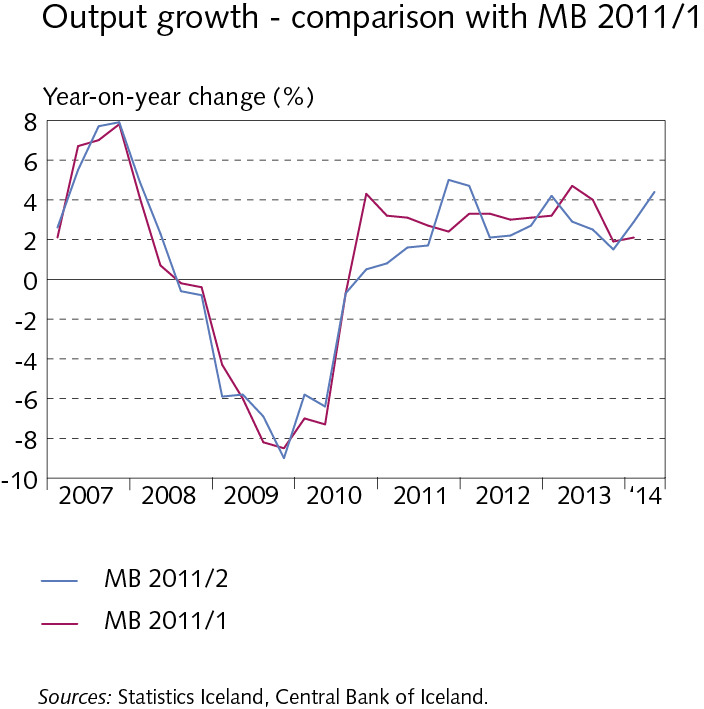 Output growth - comparison with MB 2011/1
Year-on-year change (%)
8
6
4
2
0
-2
-4
-6
-8
-10
2007 2008 2009 2010 2011 2012 2013 ‘14
MB 2011/2
MB 2011/1
Sources: Statistics Iceland, Central Bank of Iceland.